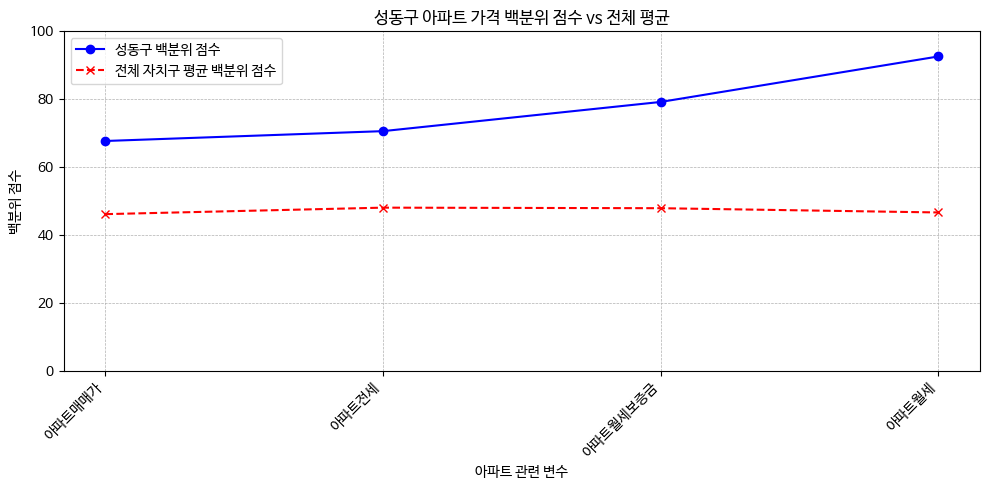 성동구 아파트 가격 백분위 점수 vs 전체 평균
성동구 백분위 점수
전체 자치구 평균 백분위 점수
백분위 점수
100
80
60
40
20
0
아파트매매가
아파트전세
아파트월세보증금
아파트월세
아파트 관련 변수